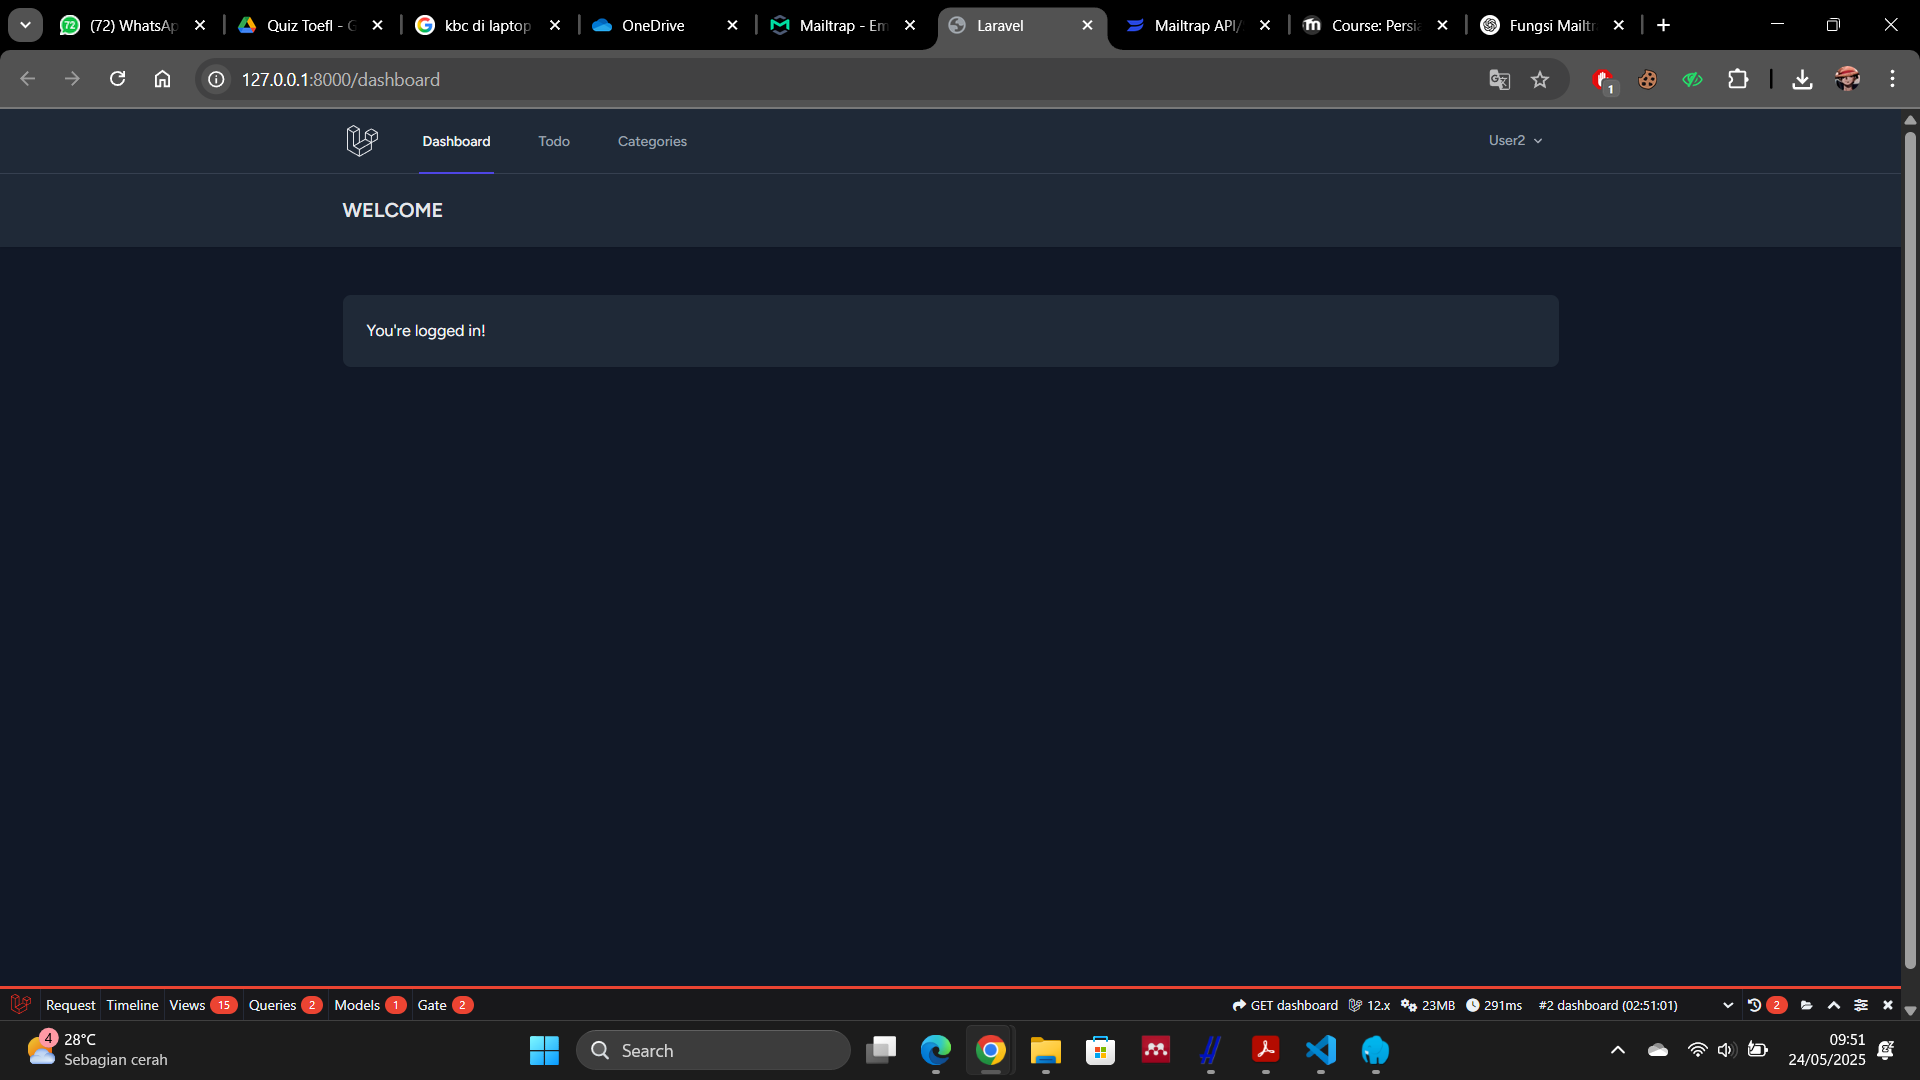 (72) WhatsAp
Quiz Toefl - G
kbc di laptop
OneDrive
Mailtrap - Em
Laravel
Mailtrap API/
Course: Persia
Fungsi Mailtr
127.0.0.1:8000/dashboard
1
Dashboard
Todo
Categories
User2
WELCOME
You're logged in!
Request
Timeline
Views 15
Queries 2
Models 1
Gate 2
GET dashboard
12.x
23MB
291ms
#2 dashboard (02:51:01)
2
4
28°C
Sebagian cerah
Search
09:51
24/05/2025